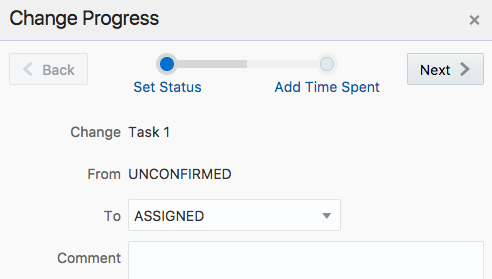 Change Progress
Back
Next
Set Status
Add Time Spent
Change Task 1
From UNCONFIRMED
To ASSIGNED
Comment